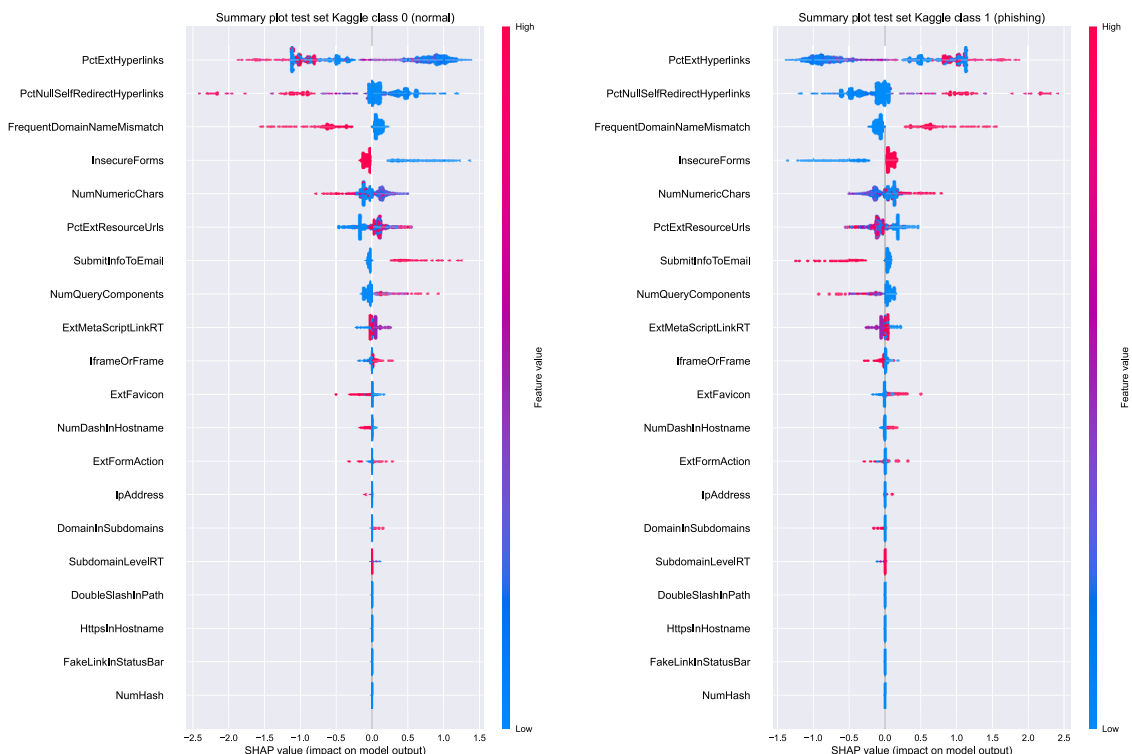 Summary plot test set Kaggle class 0 (normal)
High
PctExtHyperlinks
PctNullSelfRedirectHyperlinks
FrequentDomainNameMismatch
InsecureForms
NumNumericChars
PctExtResourceUrls
SubmitInfoToEmail
NumQueryComponents
ExtMetaScriptLinkRT
IframeOrFrame
ExtFavicon
NumDashInHostname
ExtFormAction
IpAddress
DomainInSubdomains
SubdomainLevelRT
DoubleSlashInPath
HttpsInHostname
FakeLinkInStatusBar
NumHash
Feature value
Low
−2.5 −2.0 −1.5 −1.0 −0.5 0.0 0.5 1.0 1.5
SHAP value (impact on model output)
Summary plot test set Kaggle class 1 (phishing)
High
PctExtHyperlinks
PctNullSelfRedirectHyperlinks
FrequentDomainNameMismatch
InsecureForms
NumNumericChars
PctExtResourceUrls
SubmitInfoToEmail
NumQueryComponents
ExtMetaScriptLinkRT
IframeOrFrame
ExtFavicon
NumDashInHostname
ExtFormAction
IpAddress
DomainInSubdomains
SubdomainLevelRT
DoubleSlashInPath
HttpsInHostname
FakeLinkInStatusBar
NumHash
Feature value
Low
−1.5 −1.0 −0.5 0.0 0.5 1.0 1.5 2.0 2.5
SHAP value (impact on model output)